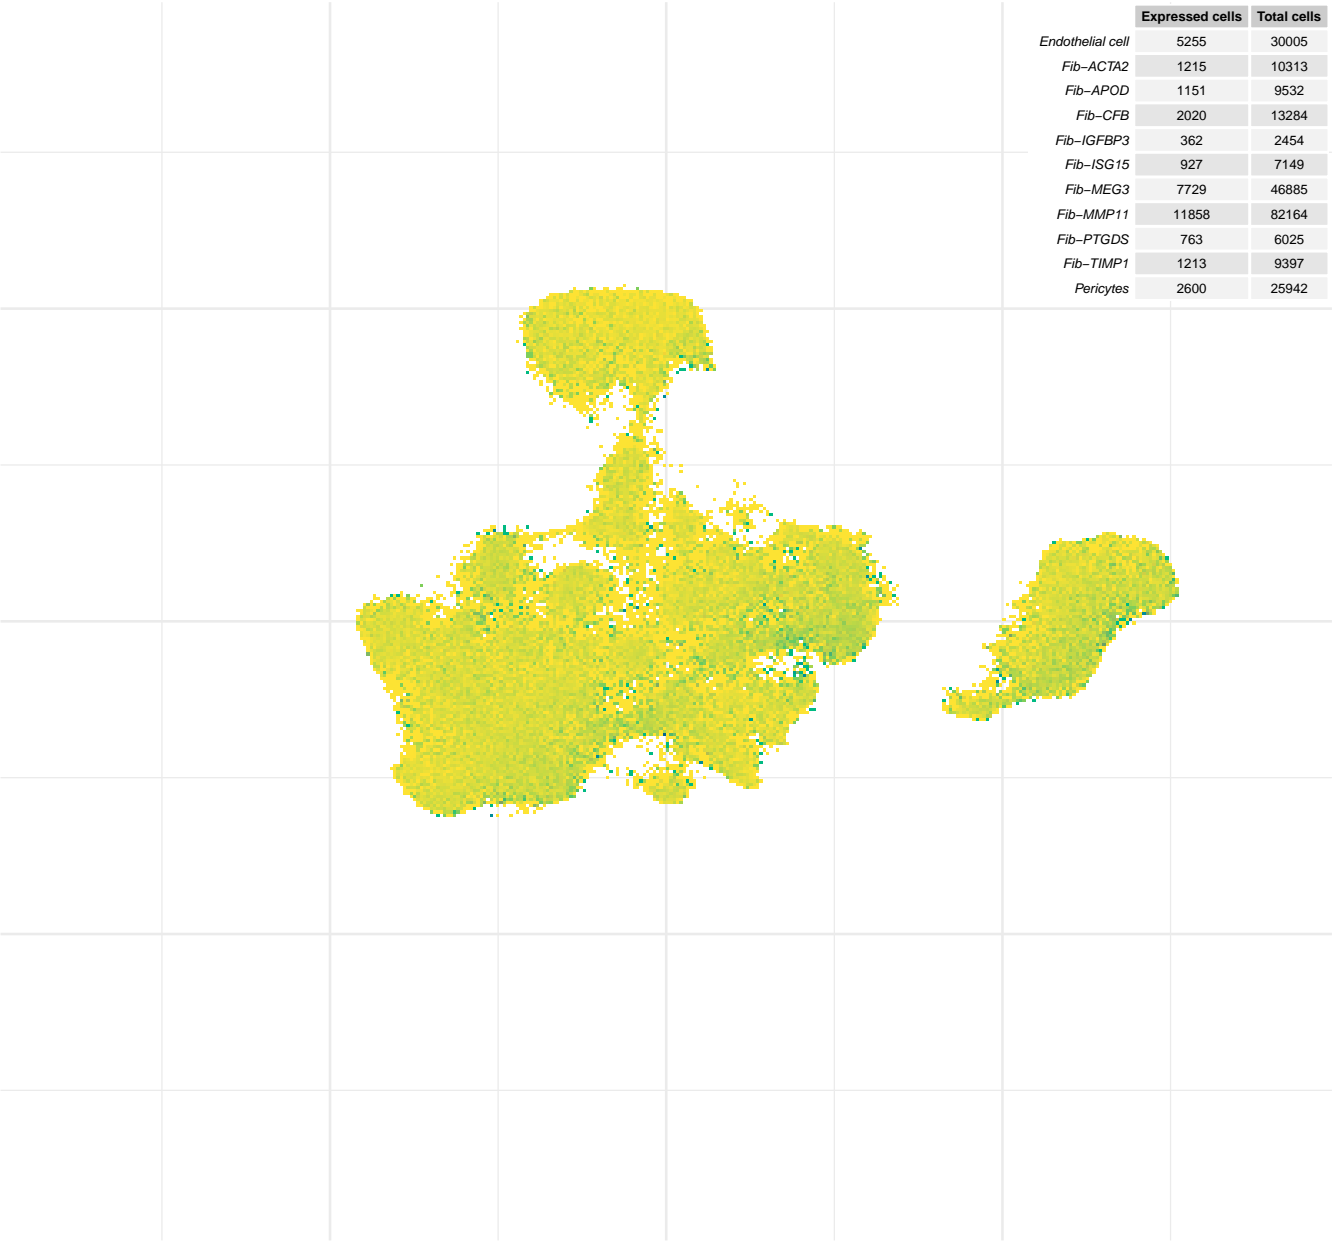 Expressed cells Total cells
Endothelial cell 5255 30005
Fib−ACTA2 1215 10313
Fib−APOD 1151 9532
Fib−CFB 2020 13284
Fib−IGFBP3 362 2454
Fib−ISG15 927 7149
Fib−MEG3 7729 46885
Fib−MMP11 11858 82164
Fib−PTGDS 763 6025
Fib−TIMP1 1213 9397
Pericytes 2600 25942